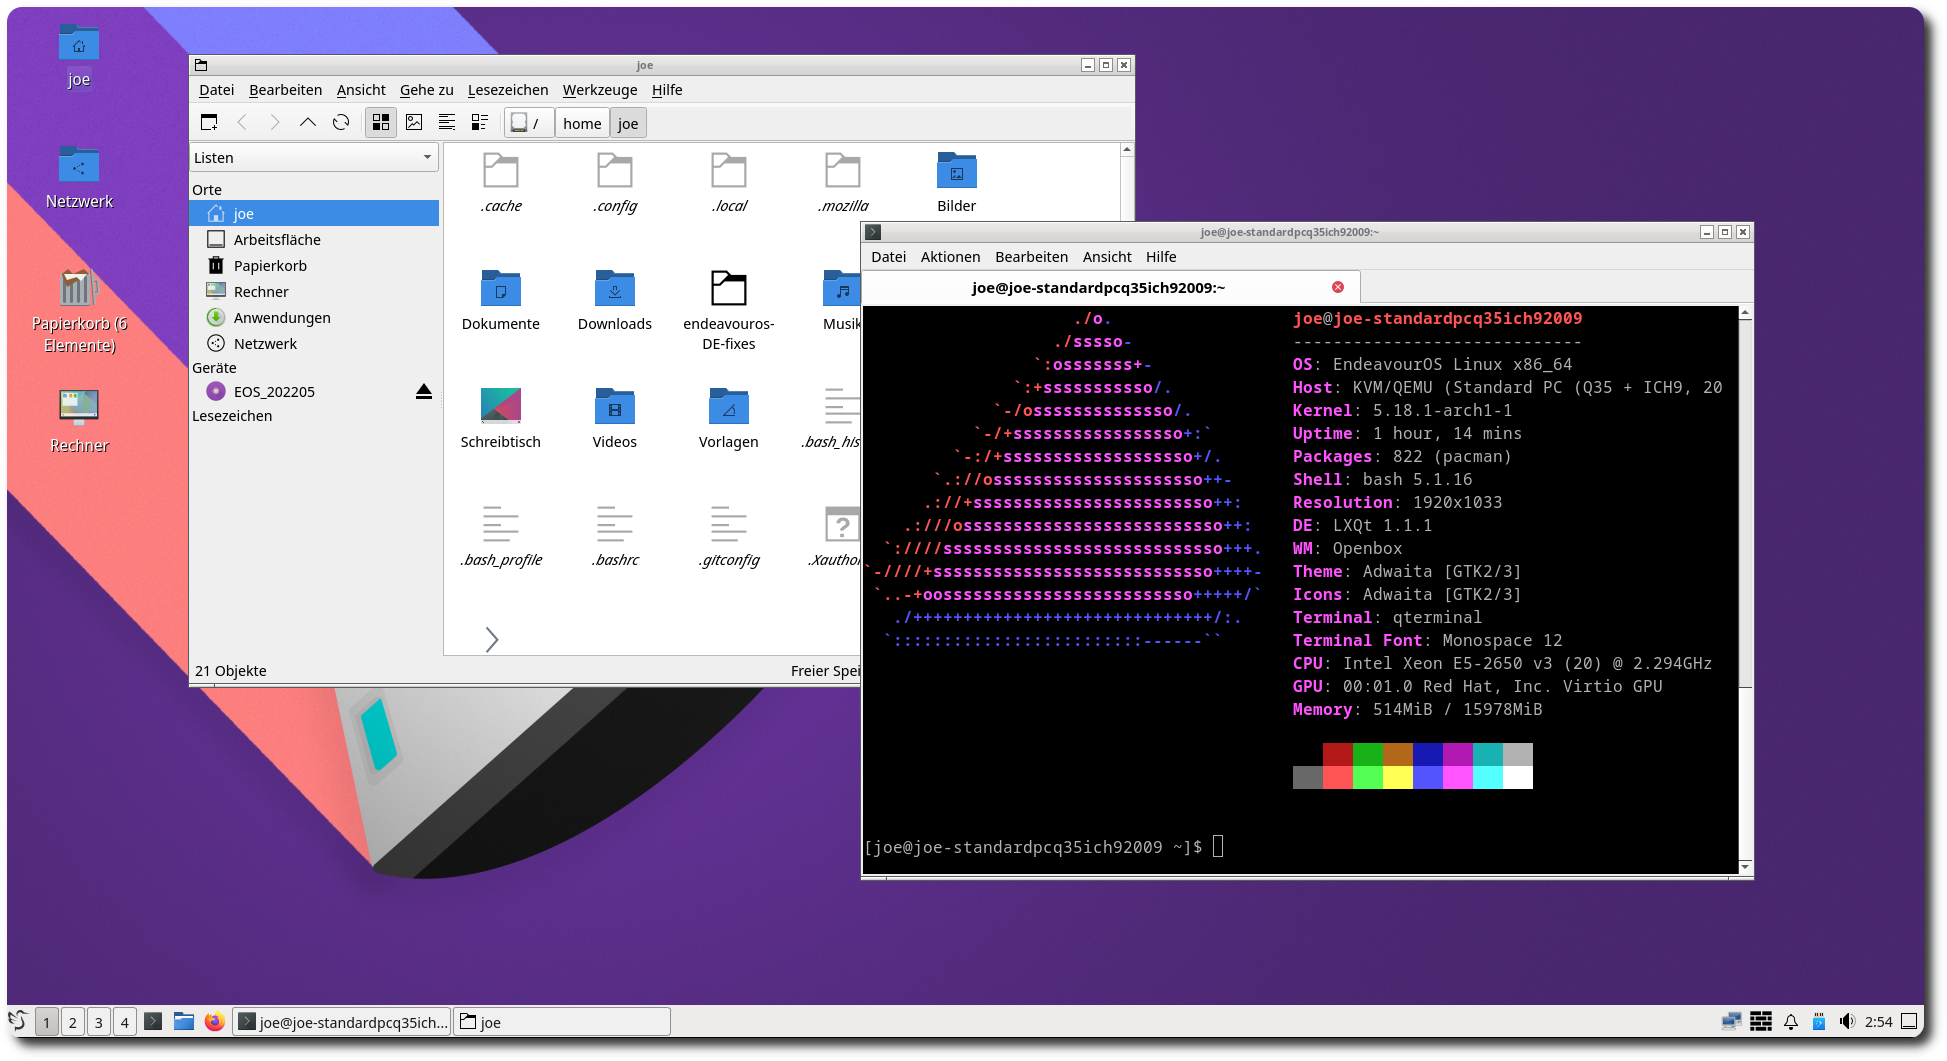 joe
Netzwerk
Papierkorb (6
Elemente)
Rechner
joe
Datei Bearbeiten Ansicht Gehe zu Lesezeichen Werkzeuge Hilfe
/ home joe
Listen
Orte
joe
Arbeitsfläche
Papierkorb
Rechner
Anwendungen
Netzwerk
Geräte
EOS_202205
Lesezeichen
.cache .config .local .mozilla Bilder
Dokumente Downloads endeavouros-
DE-fixes
Musik
Schreibtisch Videos Vorlagen .bash_his
.bash_profile .bashrc .gitconfig .Xautho
21 Objekte Freier Spei
joe@joe-standardpcq35ich92009:~
Datei Aktionen Bearbeiten Ansicht Hilfe
joe@joe-standardpcq35ich92009:~
./o.
./sssso-
`:osssssss+-
`:+sssssssssso/.
`-/ossssssssssssso/.
`-/+sssssssssssssssso+:`
`-:/+sssssssssssssssssso+/.
`.://osssssssssssssssssssso++-
.://+ssssssssssssssssssssssso++:
.:///ossssssssssssssssssssssssso++:
`:////ssssssssssssssssssssssssssso+++.
`-////+ssssssssssssssssssssssssssso++++-
`..-+oosssssssssssssssssssssssso+++++/`
./++++++++++++++++++++++++++++++/:.
`:::::::::::::::::::::::::------``
joe@joe-standardpcq35ich92009
-----------------------------
OS: EndeavourOS Linux x86_64
Host: KVM/QEMU (Standard PC (Q35 + ICH9, 20
Kernel: 5.18.1-arch1-1
Uptime: 1 hour, 14 mins
Packages: 822 (pacman)
Shell: bash 5.1.16
Resolution: 1920x1033
DE: LXQt 1.1.1
WM: Openbox
Theme: Adwaita [GTK2/3]
Icons: Adwaita [GTK2/3]
Terminal: qterminal
Terminal Font: Monospace 12
CPU: Intel Xeon E5-2650 v3 (20) @ 2.294GHz
GPU: 00:01.0 Red Hat, Inc. Virtio GPU
Memory: 514MiB / 15978MiB
[joe@joe-standardpcq35ich92009 ~]$
1 2 3 4 joe@joe-standardpcq35ich... joe 2:54